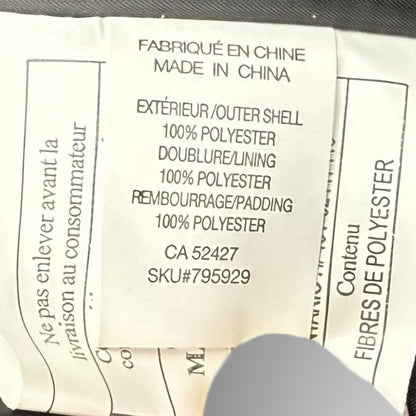 FABRIQUÉ EN CHINE
MADE IN CHINA
EXTÉRIEUR/OUTER SHELL
100% POLYESTER
DOUBLURE/LINING
100% POLYESTER
REMBOURRAGE/PADDING
100% POLYESTER
CA 52427
SKU#795929
Ne pas enlever avant la
livraison au consommateur
Contenu
FIBRES DE POLYESTER